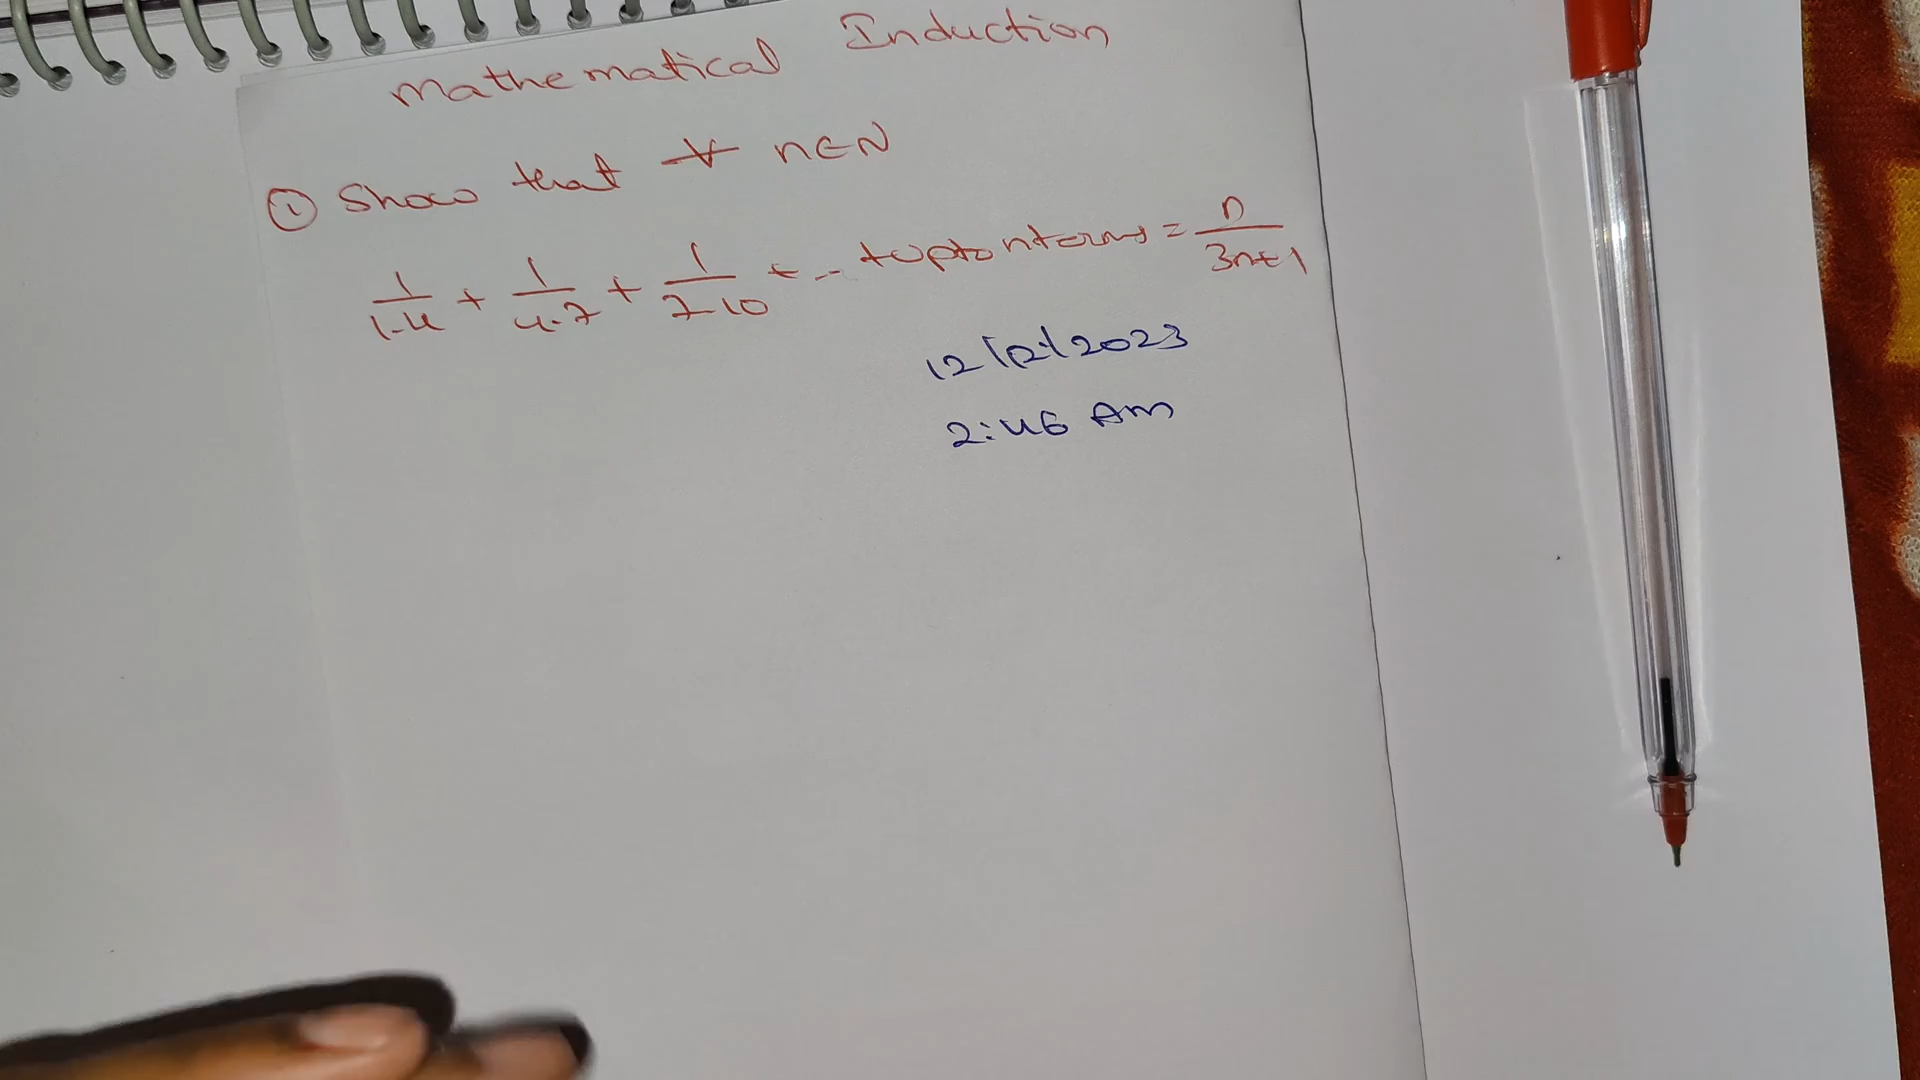 Mathematical Induction
① Show that ∀ n∈N
1/1.4 + 1/4.7 + 1/7.10 + -- + upto n terms = n/3n+1
12/12/2023
2:46 Am